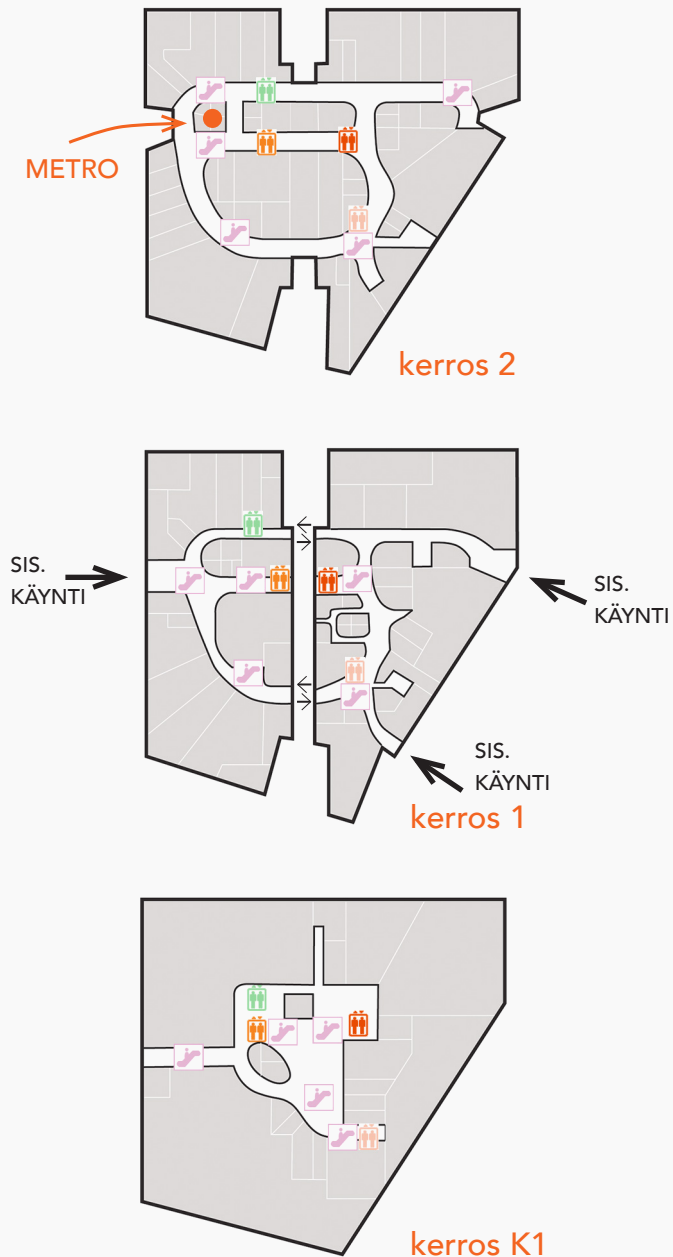 METRO
kerros 2
SIS.
KÄYNTI
SIS.
KÄYNTI
SIS.
KÄYNTI
kerros 1
kerros K1